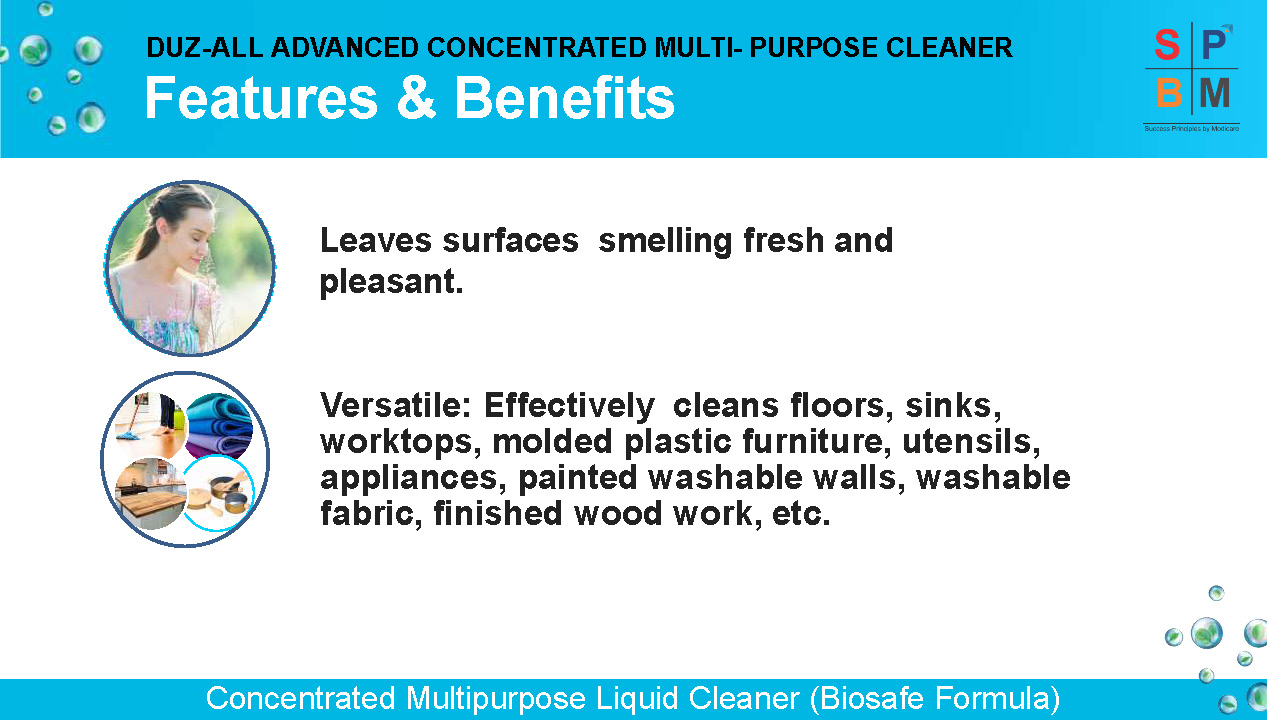 DUZ-ALL ADVANCED CONCENTRATED MULTI- PURPOSE CLEANER
Features & Benefits
S P
B M
Success Principles by Modicare
Leaves surfaces  smelling fresh and
pleasant.
Versatile: Effectively  cleans floors, sinks,
worktops, molded plastic furniture, utensils,
appliances, painted washable walls, washable
fabric, finished wood work, etc.
Concentrated Multipurpose Liquid Cleaner (Biosafe Formula)